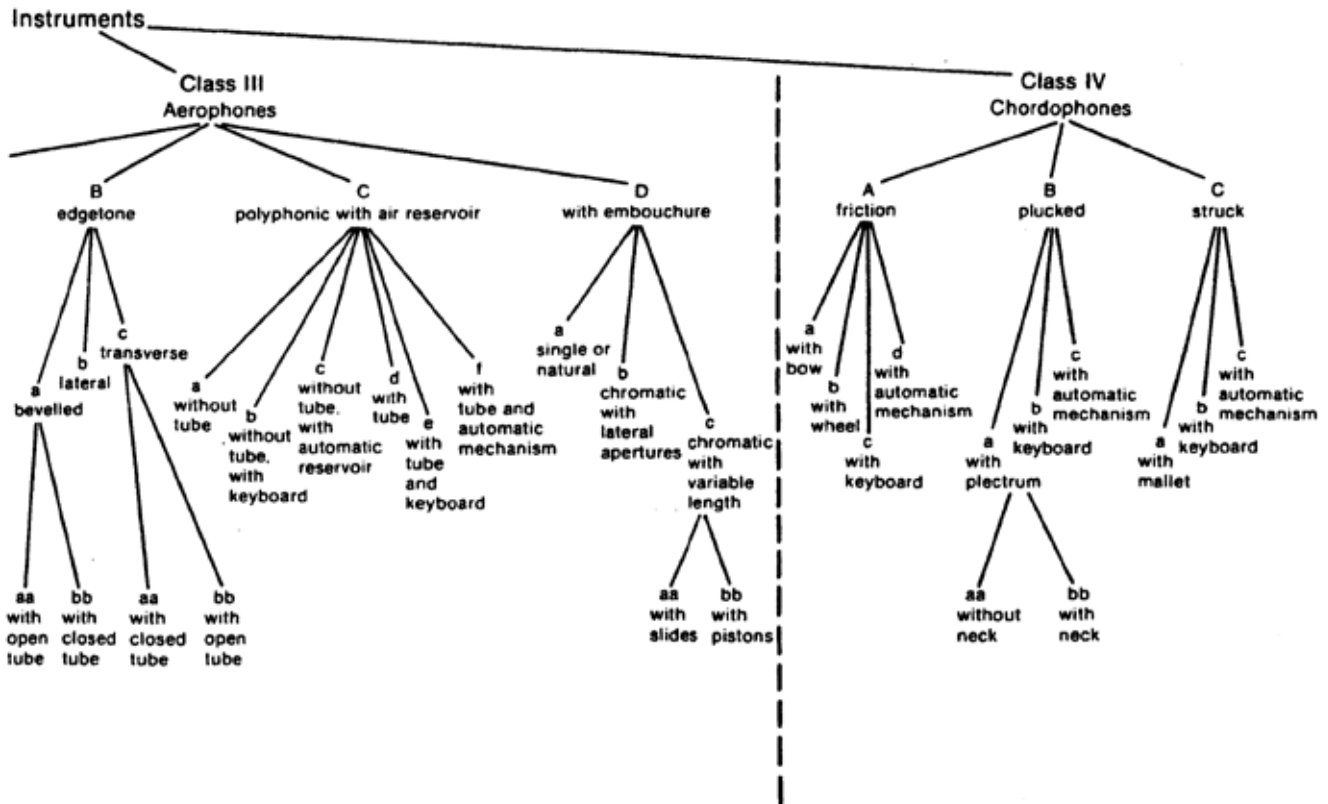 Instruments
Class III
Aerophones
B
edgetone
a
bevelled
aa
with
open
tube
bb
with
closed
tube
b
lateral
c
transverse
aa
with
closed
tube
bb
with
open
tube
C
polyphonic with air reservoir
a
without
tube
b
without
tube,
with
keyboard
c
without
tube,
with
automatic
reservoir
d
with
tube
e
with
tube
and
keyboard
f
with
tube and
automatic
mechanism
D
with embouchure
a
single or
natural
b
chromatic
with
lateral
apertures
c
chromatic
with
variable
length
aa
with
slides
bb
with
pistons
Class IV
Chordophones
A
friction
a
with
bow
b
with
wheel
c
with
keyboard
d
with
automatic
mechanism
B
plucked
a
with
plectrum
aa
without
neck
bb
with
neck
b
with
keyboard
c
with
automatic
mechanism
C
struck
a
with
mallet
b
with
keyboard
c
with
automatic
mechanism